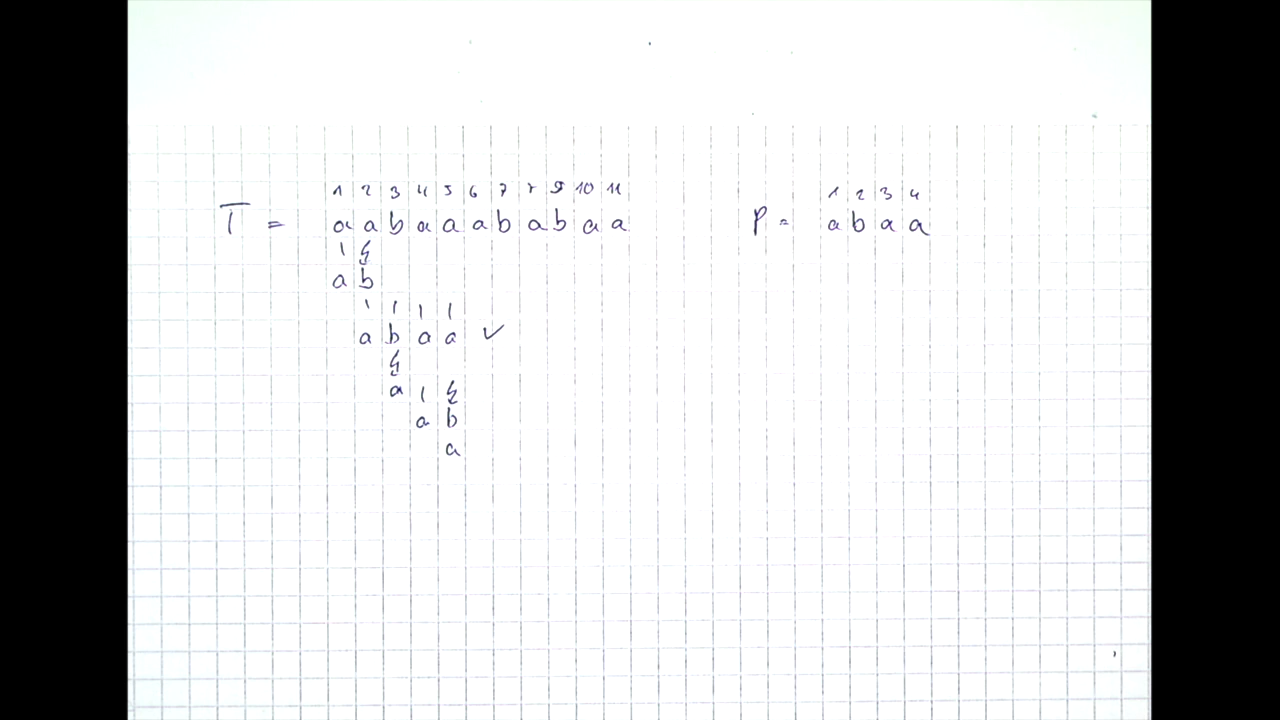 1 2 3 4 5 6 7 8 9 10 11 1 2 3 4
T = a a b a a a b a b a a P = a b a a
a b
a b a a ✓
a
a b
a